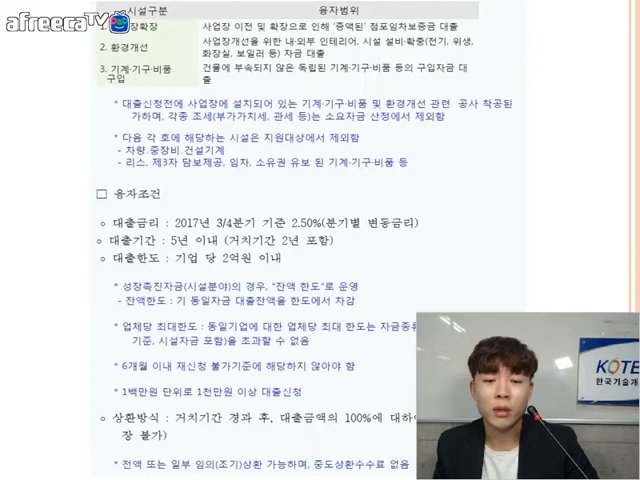 afreecaTV
시설구분 융자범위
1. 장확장 사업장 이전 및 확장으로 인해 '증액된' 점포임차보증금 대출
2. 환경개선 사업장개선을 위한 내·외부 인테리어, 시설 설비·확충(전기, 위생,
화장실, 보일러 등) 자금 대출
3. 기계·기구·비품 구입 건물에 부속되지 않은 독립된 기계·기구·비품 등의 구입자금 대
출
* 대출신청전에 사업장에 설치되어 있는 기계·기구·비품 및 환경개선 관련 공사 착공된
가하며, 각종 조세(부가가치세, 관세 등)는 소요자금 산정에서 제외함
* 다음 각 호에 해당하는 시설은 지원대상에서 제외함
- 차량.중장비.건설기계
- 리스, 제3자 담보제공, 임차, 소유권 유보 된 기계·기구·비품 등
□ 융자조건
○ 대출금리 : 2017년 3/4분기 기준 2.50%(분기별 변동금리)
○ 대출기간 : 5년 이내 (거치기간 2년 포함)
○ 대출한도 : 기업 당 2억원 이내
* 성장촉진자금(시설분야)의 경우, "잔액 한도"로 운영
- 잔액한도 : 기 동일자금 대출잔액을 한도에서 차감
* 업체당 최대한도 : 동일기업에 대한 업체당 최대 한도는 자금종류
기준, 시설자금 포함)을 초과할 수 없음
* 6개월 이내 재신청 불가기준에 해당하지 않아야 함
* 1백만원 단위로 1천만원 이상 대출신청
○ 상환방식 : 거치기간 경과 후, 대출금액의 100%에 대하여
장 불가)
* 전액 또는 일부 임의(조기)상환 가능하며, 중도상환수수료 없음
KOTE
한국기술개